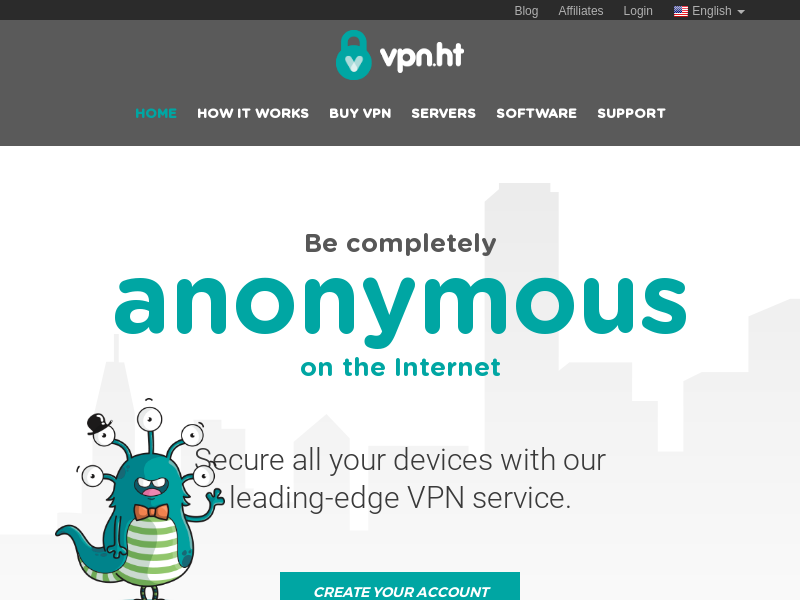 Blog Affiliates Login English
vpn.ht
HOME HOW IT WORKS BUY VPN SERVERS SOFTWARE SUPPORT
Be completely
anonymous
on the Internet
Secure all your devices with our
leading-edge VPN service.
CREATE YOUR ACCOUNT